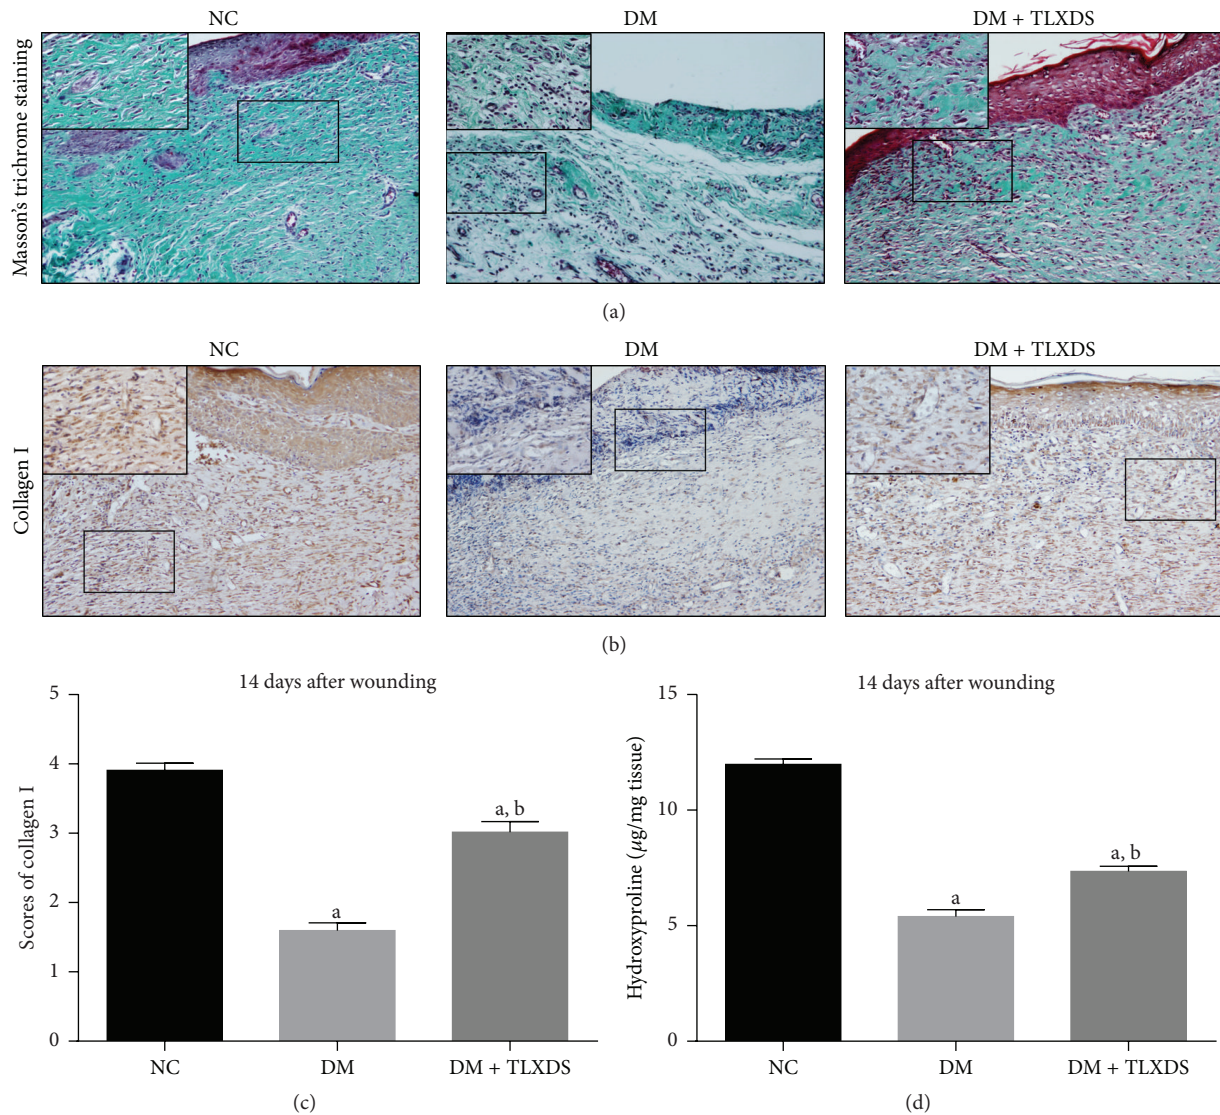 NC DM DM + TLXDS
Masson's trichrome staining
(a)
NC DM DM + TLXDS
Collagen I
(b)
14 days after wounding
5
4
3
2
1
0
Scores of collagen I
a
a, b
NC DM DM + TLXDS
(c)
14 days after wounding
15
10
5
0
Hydroxyproline (μg/mg tissue)
a
a, b
NC DM DM + TLXDS
(d)